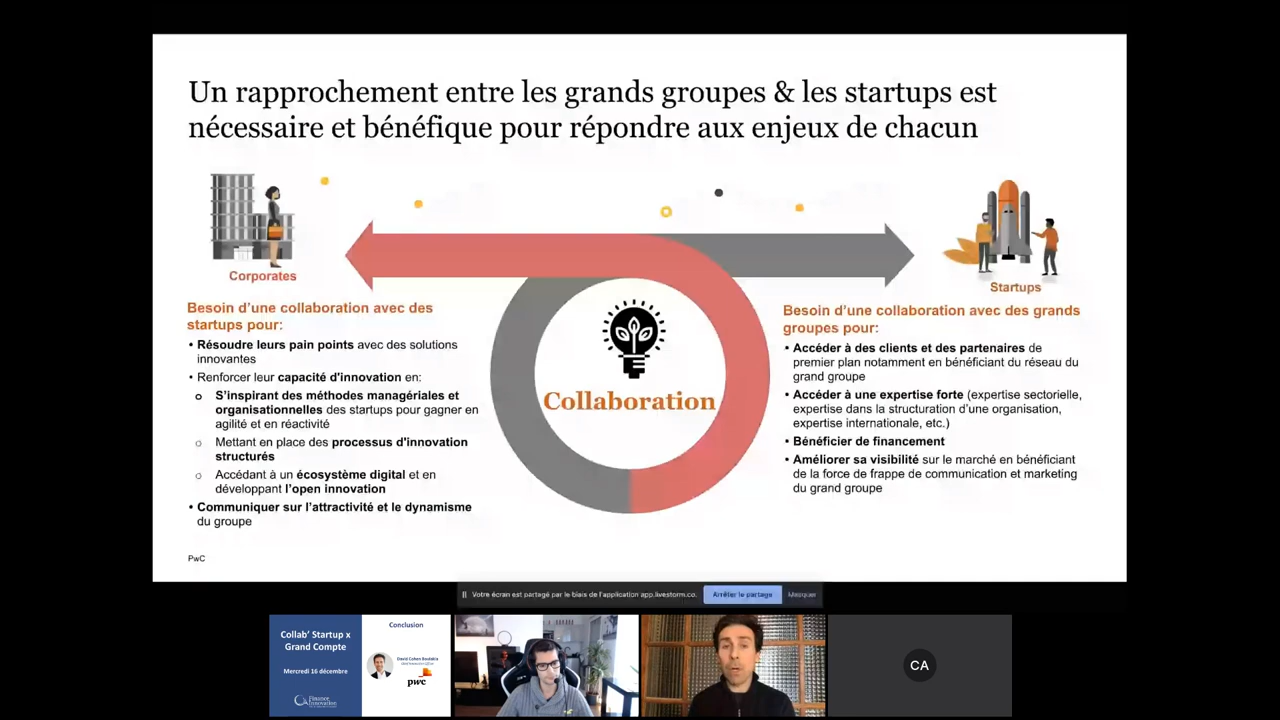 Un rapprochement entre les grands groupes & les startups est
nécessaire et bénéfique pour répondre aux enjeux de chacun
Corporates
Startups
Besoin d'une collaboration avec des
startups pour:
• Résoudre leurs pain points avec des solutions
innovantes
• Renforcer leur capacité d'innovation en:
o S'inspirant des méthodes managériales et
organisationnelles des startups pour gagner en
agilité et en réactivité
o Mettant en place des processus d'innovation
structurés
o Accédant à un écosystème digital et en
développant l'open innovation
• Communiquer sur l'attractivité et le dynamisme
du groupe
Collaboration
Besoin d'une collaboration avec des grands
groupes pour:
• Accéder à des clients et des partenaires de
premier plan notamment en bénéficiant du réseau du
grand groupe
• Accéder à une expertise forte (expertise sectorielle,
expertise dans la structuration d'une organisation,
expertise internationale, etc.)
• Bénéficier de financement
• Améliorer sa visibilité sur le marché en bénéficiant
de la force de frappe de communication et marketing
du grand groupe
PwC
Votre écran est partagé par le biais de l'application app.livestorm.co.
Arrêter le partage
Masquer
Collab' Startup x
Grand Compte
Mercredi 16 décembre
Finance
Innovation
Conclusion
David Cohen Boulakia
pwc
CA